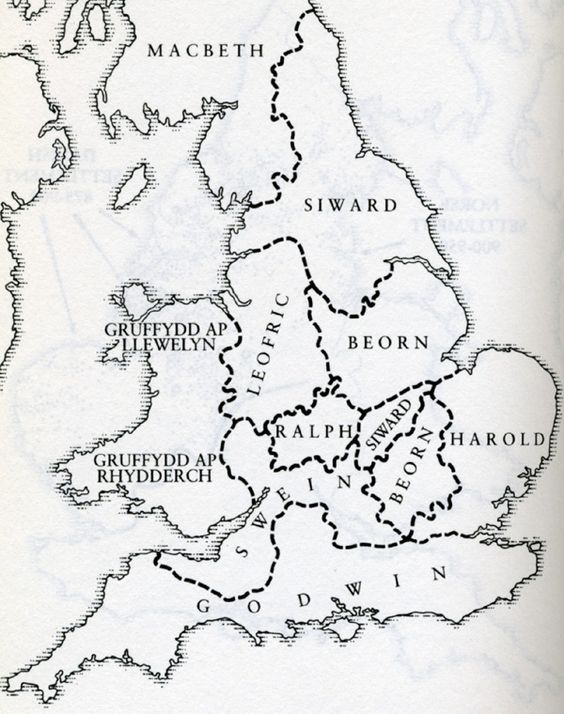 MACBETH
SIWARD
GRUFFYDD AP
LLEWELYN
LEOFRIC
BEORN
RALPH
SIWARD
BEORN
HAROLD
GRUFFYDD AP
RHYDDERCH
SWEIN
GODWIN